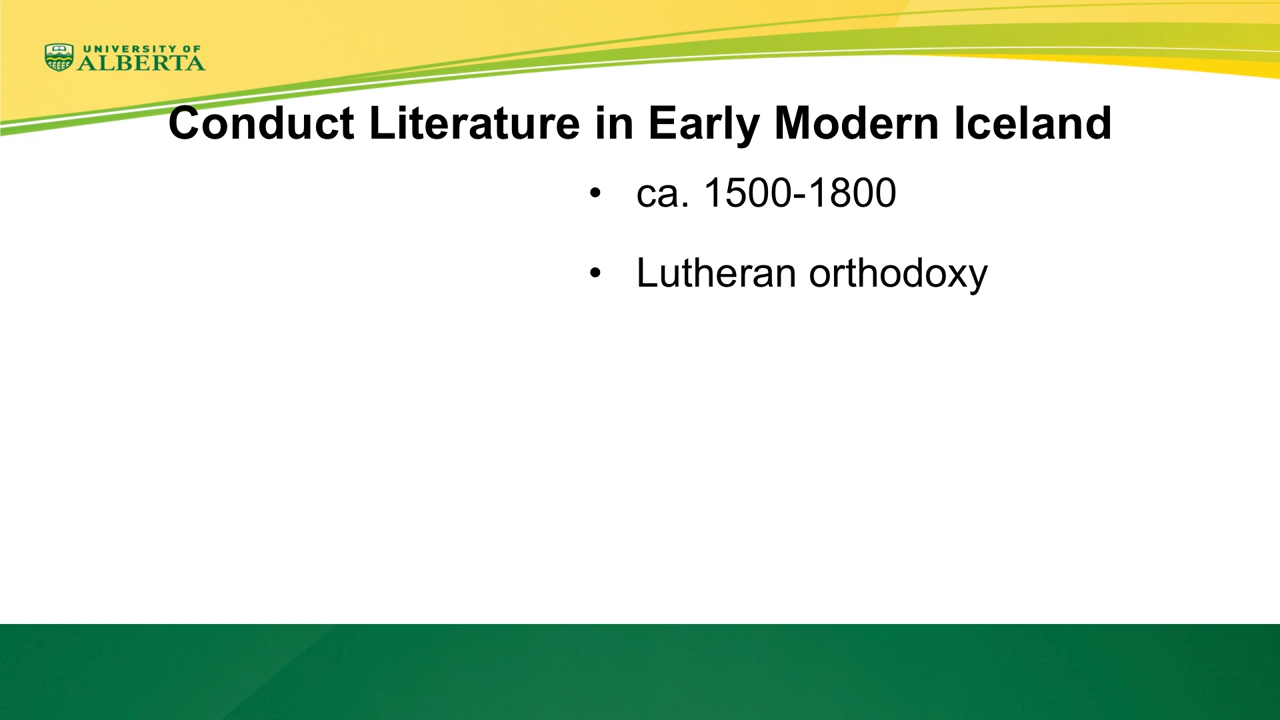 UNIVERSITY OF
ALBERTA
Conduct Literature in Early Modern Iceland
• ca. 1500-1800
• Lutheran orthodoxy